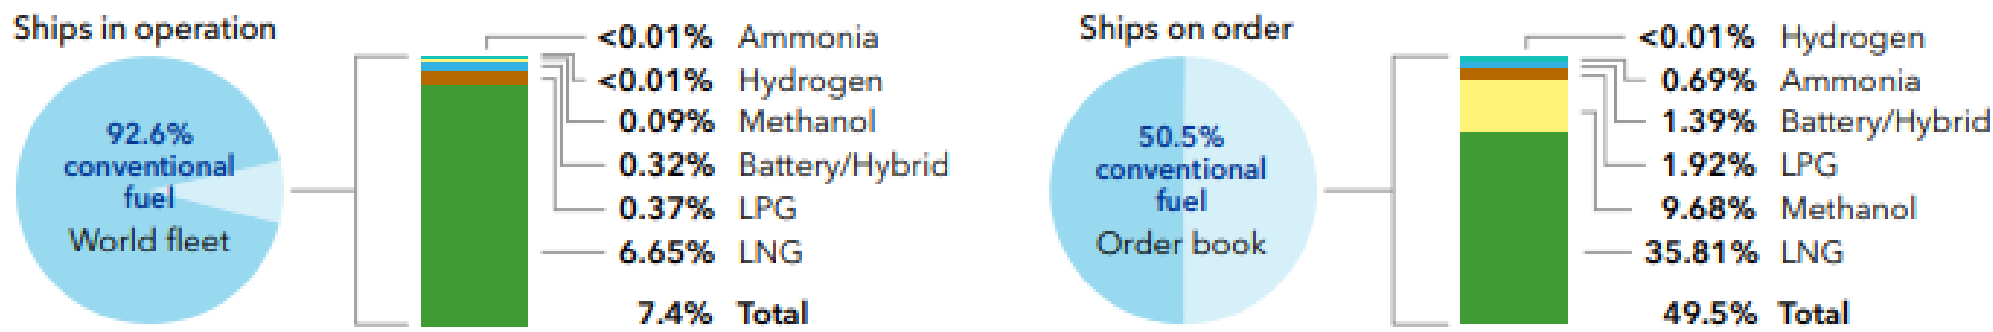 Ships in operation
92.6%
conventional
fuel
World fleet
<0.01% Ammonia
<0.01% Hydrogen
0.09% Methanol
0.32% Battery/Hybrid
0.37% LPG
6.65% LNG
7.4% Total
Ships on order
50.5%
conventional
fuel
Order book
<0.01% Hydrogen
0.69% Ammonia
1.39% Battery/Hybrid
1.92% LPG
9.68% Methanol
35.81% LNG
49.5% Total